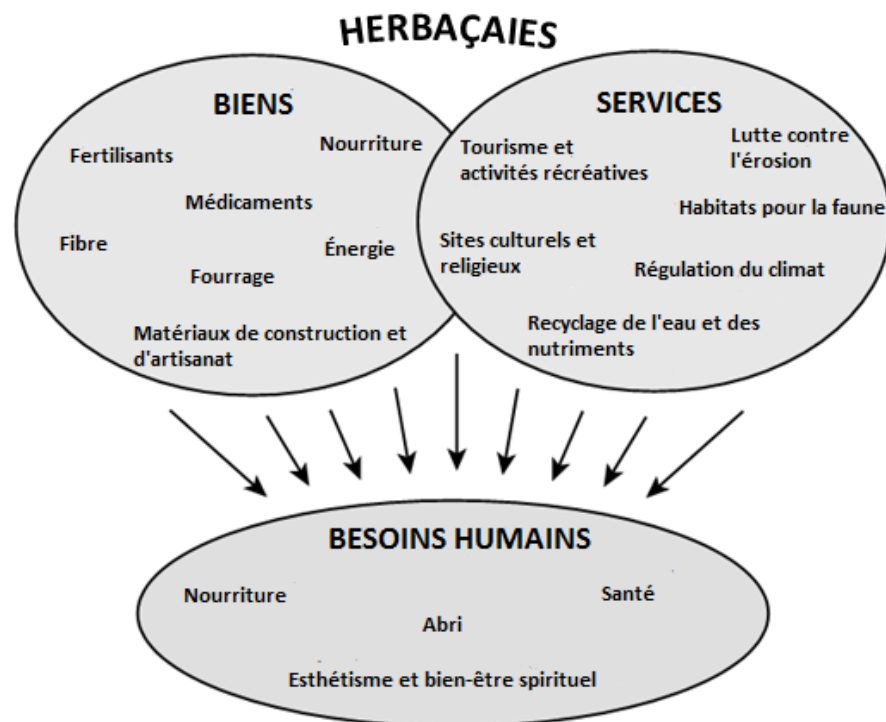 HERBAÇAIES
BIENS
Fertilisants
Nourriture
Médicaments
Fibre
Énergie
Fourrage
Matériaux de construction et
d'artisanat
SERVICES
Tourisme et
activités récréatives
Lutte contre
l'érosion
Habitats pour la faune
Sites culturels et
religieux
Régulation du climat
Recyclage de l'eau et des
nutriments
BESOINS HUMAINS
Nourriture
Santé
Abri
Esthétisme et bien-être spirituel